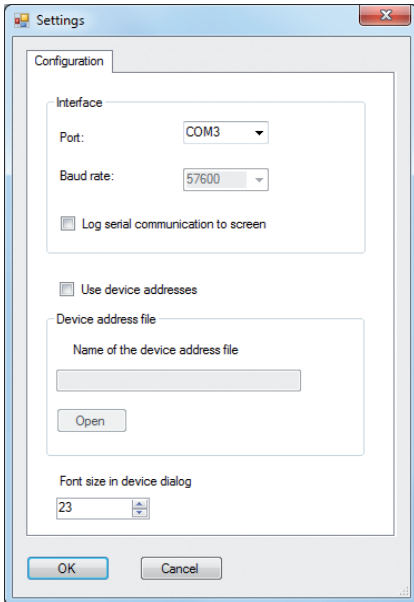 Settings
Configuration
Interface
Port:
COM3
Baud rate:
57600
Log serial communication to screen
Use device addresses
Device address file
Name of the device address file
Open
Font size in device dialog
23
OK
Cancel